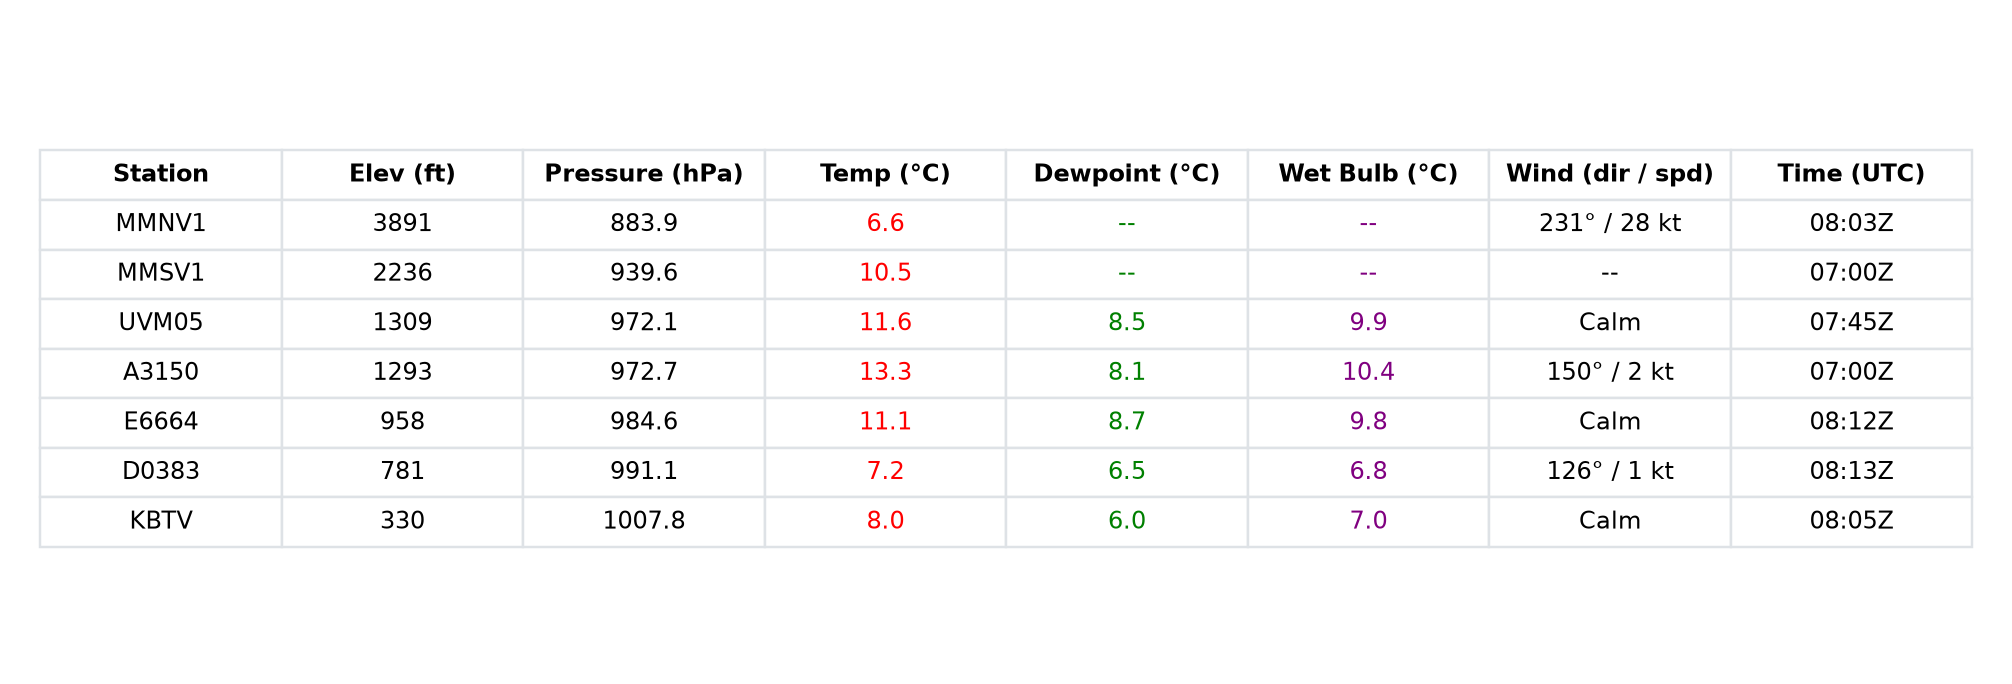 Station Elev (ft) Pressure (hPa) Temp (°C) Dewpoint (°C) Wet Bulb (°C) Wind (dir / spd) Time (UTC)
MMNV1 3891 883.9 6.6 -- -- 231° / 28 kt 08:03Z
MMSV1 2236 939.6 10.5 -- -- -- 07:00Z
UVM05 1309 972.1 11.6 8.5 9.9 Calm 07:45Z
A3150 1293 972.7 13.3 8.1 10.4 150° / 2 kt 07:00Z
E6664 958 984.6 11.1 8.7 9.8 Calm 08:12Z
D0383 781 991.1 7.2 6.5 6.8 126° / 1 kt 08:13Z
KBTV 330 1007.8 8.0 6.0 7.0 Calm 08:05Z